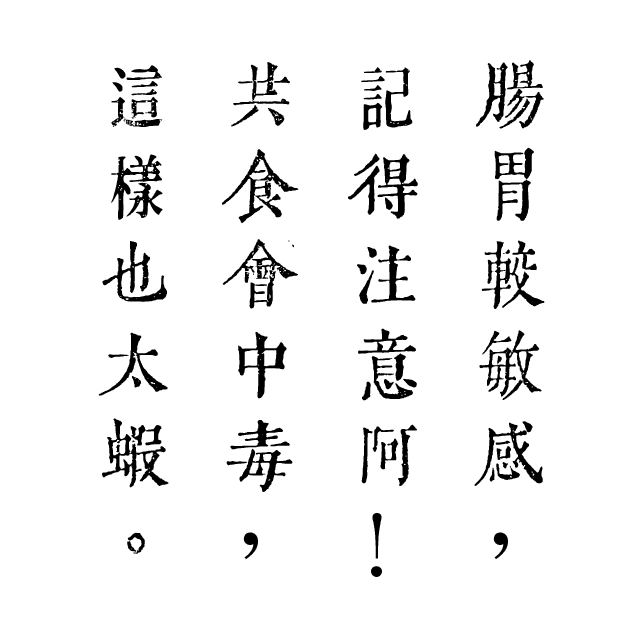 腸胃較敏感，
記得注意阿！
共食會中毒，
這樣也太蝦。